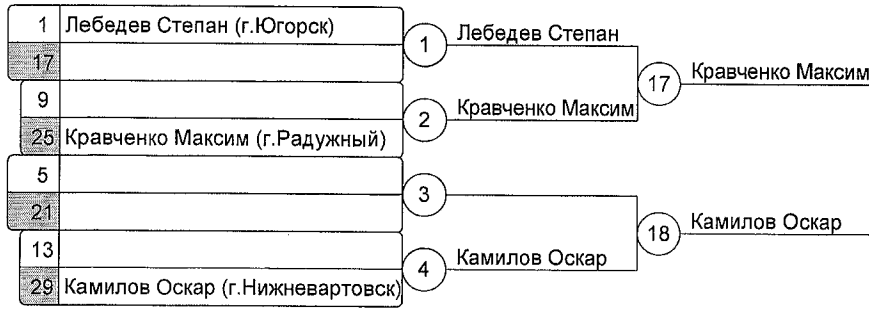 1 Лебедев Степан (г.Югорск)
17
1 Лебедев Степан
9
25 Кравченко Максим (г.Радужный)
2 Кравченко Максим
17 Кравченко Максим
5
21
3
13
29 Камилов Оскар (г.Нижневартовск)
4 Камилов Оскар
18 Камилов Оскар